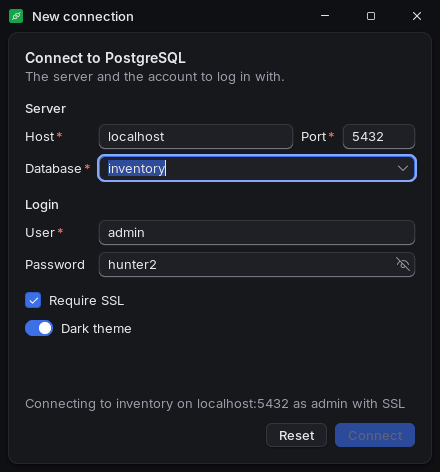 New connection
Connect to PostgreSQL
The server and the account to log in with.
Server
Host * localhost Port * 5432
Database * inventory
Login
User * admin
Password hunter2
Require SSL
Dark theme
Connecting to inventory on localhost:5432 as admin with SSL
Reset Connect